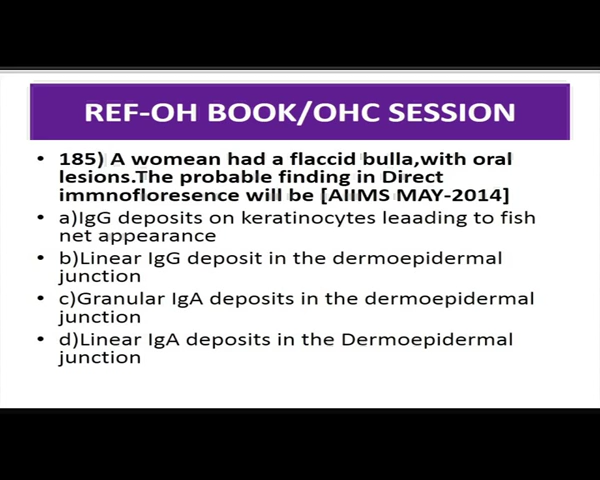 REF-OH BOOK/OHC SESSION
• 185) A womean had a flaccid bulla,with oral
lesions.The probable finding in Direct
immnofloresence will be [AIIMS MAY-2014]
• a)IgG deposits on keratinocytes leaading to fish
net appearance
• b)Linear IgG deposit in the dermoepidermal
junction
• c)Granular IgA deposits in the dermoepidermal
junction
• d)Linear IgA deposits in the Dermoepidermal
junction